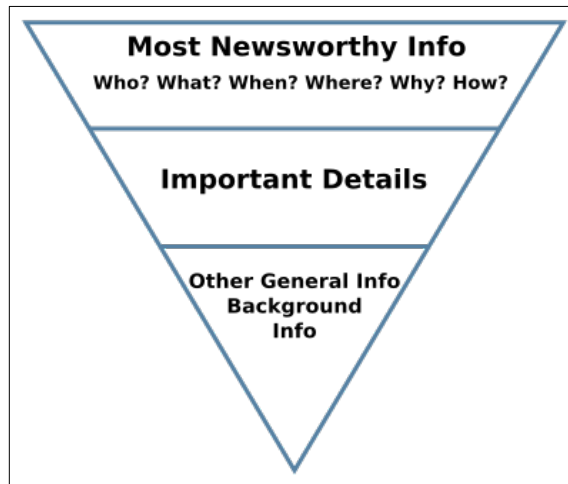 Most Newsworthy Info
Who? What? When? Where? Why? How?
Important Details
Other General Info
Background
Info